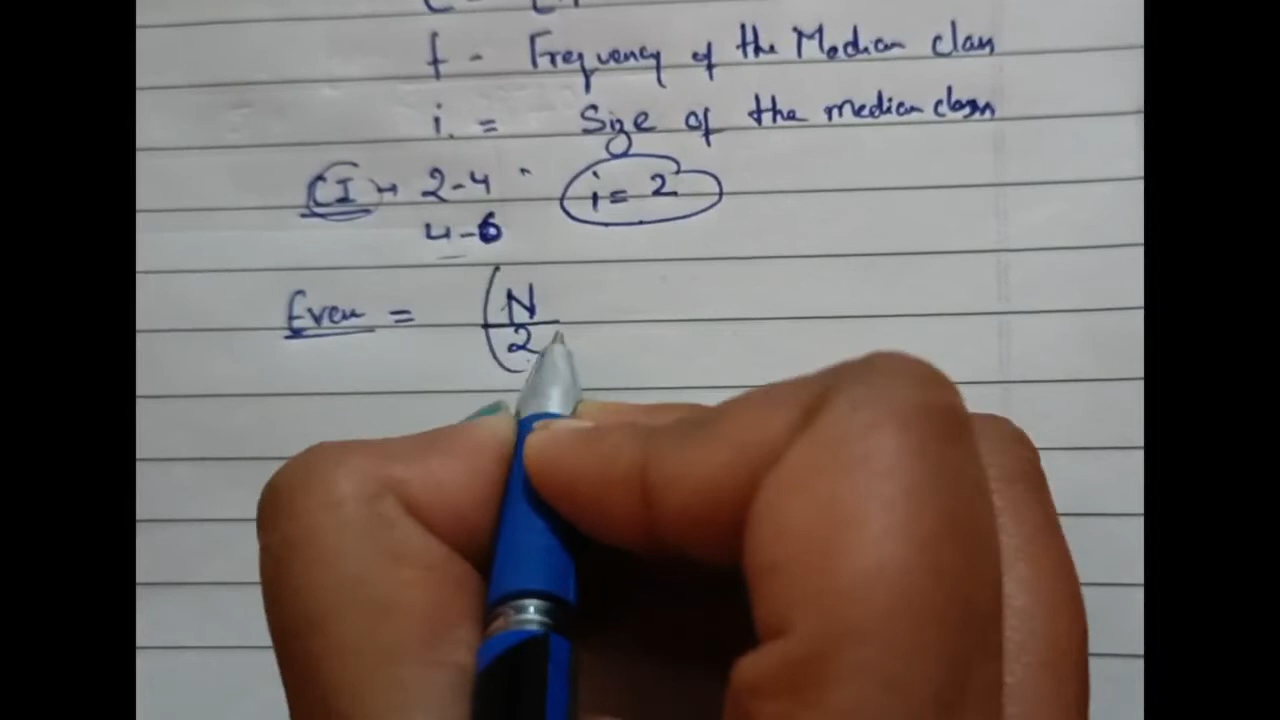 f - Frequency of the Median class
i. = Size of the median class
CI → 2-4 i = 2
4-6
Even = (N
2